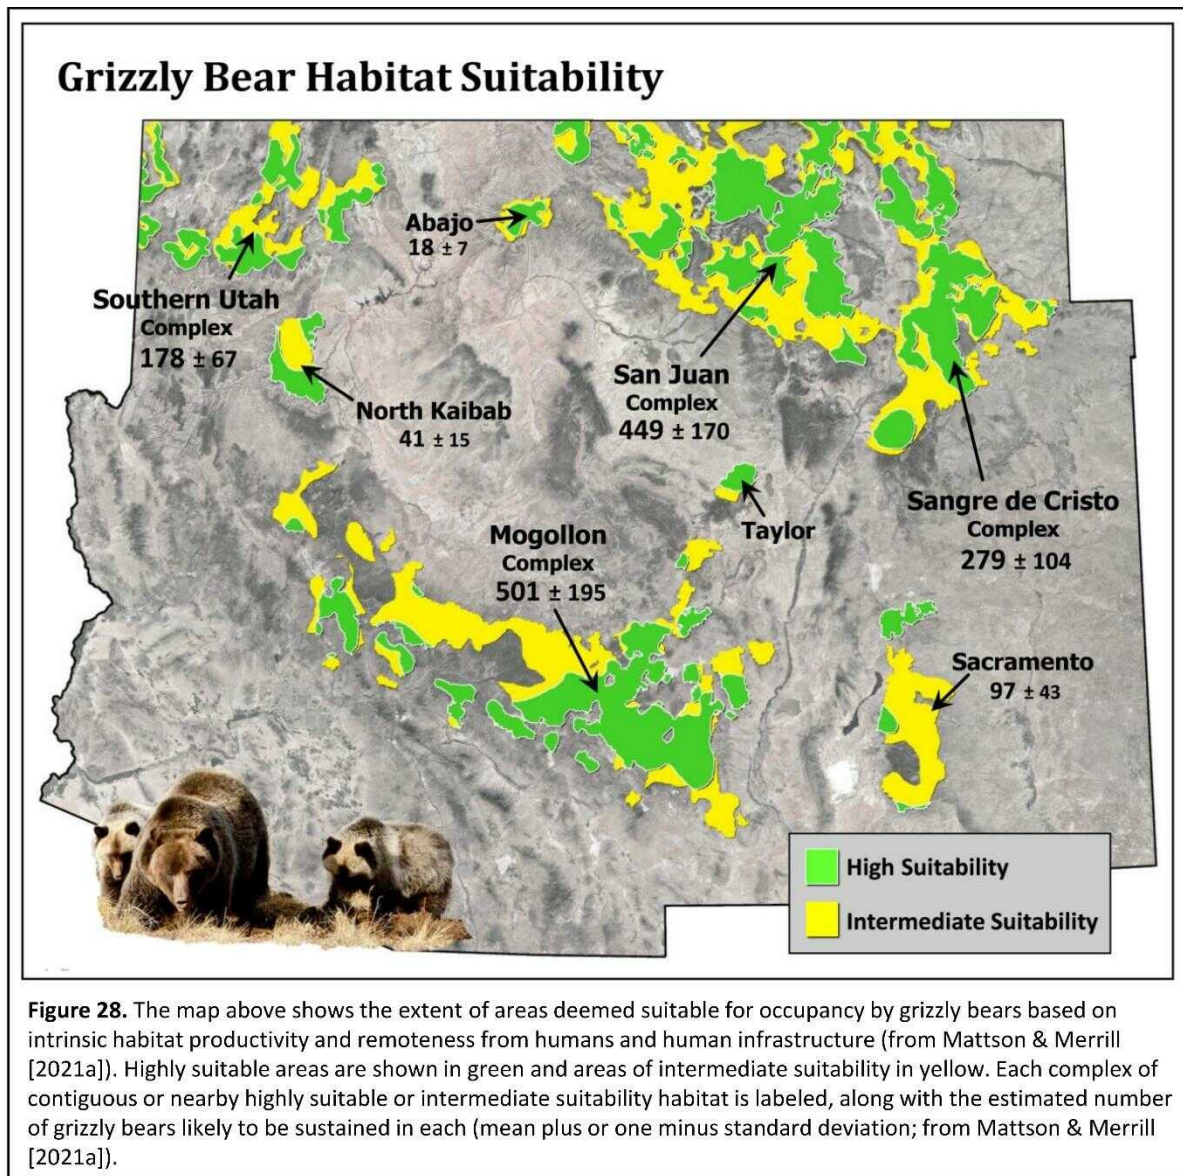 Grizzly Bear Habitat Suitability
Abajo
18 ± 7
Southern Utah
Complex
178 ± 67
North Kaibab
41 ± 15
San Juan
Complex
449 ± 170
Sangre de Cristo
Complex
279 ± 104
Taylor
Mogollon
Complex
501 ± 195
Sacramento
97 ± 43
High Suitability
Intermediate Suitability
Figure 28. The map above shows the extent of areas deemed suitable for occupancy by grizzly bears based on
intrinsic habitat productivity and remoteness from humans and human infrastructure (from Mattson & Merrill
[2021a]). Highly suitable areas are shown in green and areas of intermediate suitability in yellow. Each complex of
contiguous or nearby highly suitable or intermediate suitability habitat is labeled, along with the estimated number
of grizzly bears likely to be sustained in each (mean plus or one minus standard deviation; from Mattson & Merrill
[2021a]).